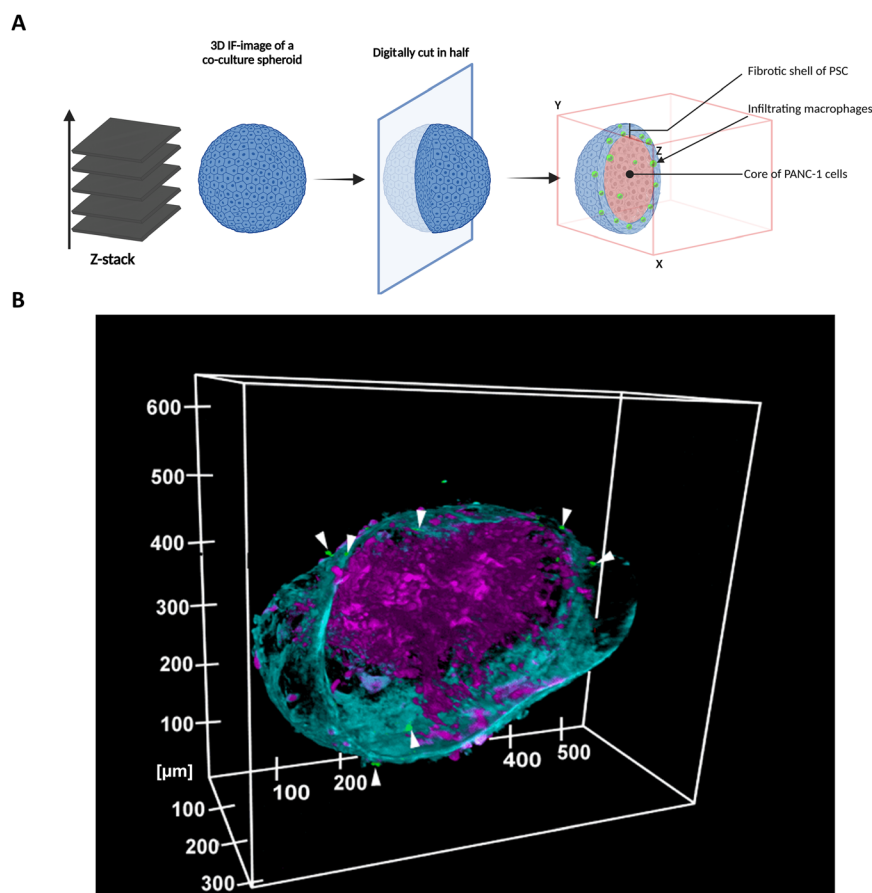 A
3D IF-image of a
co-culture spheroid
Digitally cut in half
Fibrotic shell of PSC
Infiltrating macrophages
Core of PANC-1 cells
Y
Z
X
Z-stack
B
600
500
400
300
200
100
[µm]
100
200
300
100
200
400
500